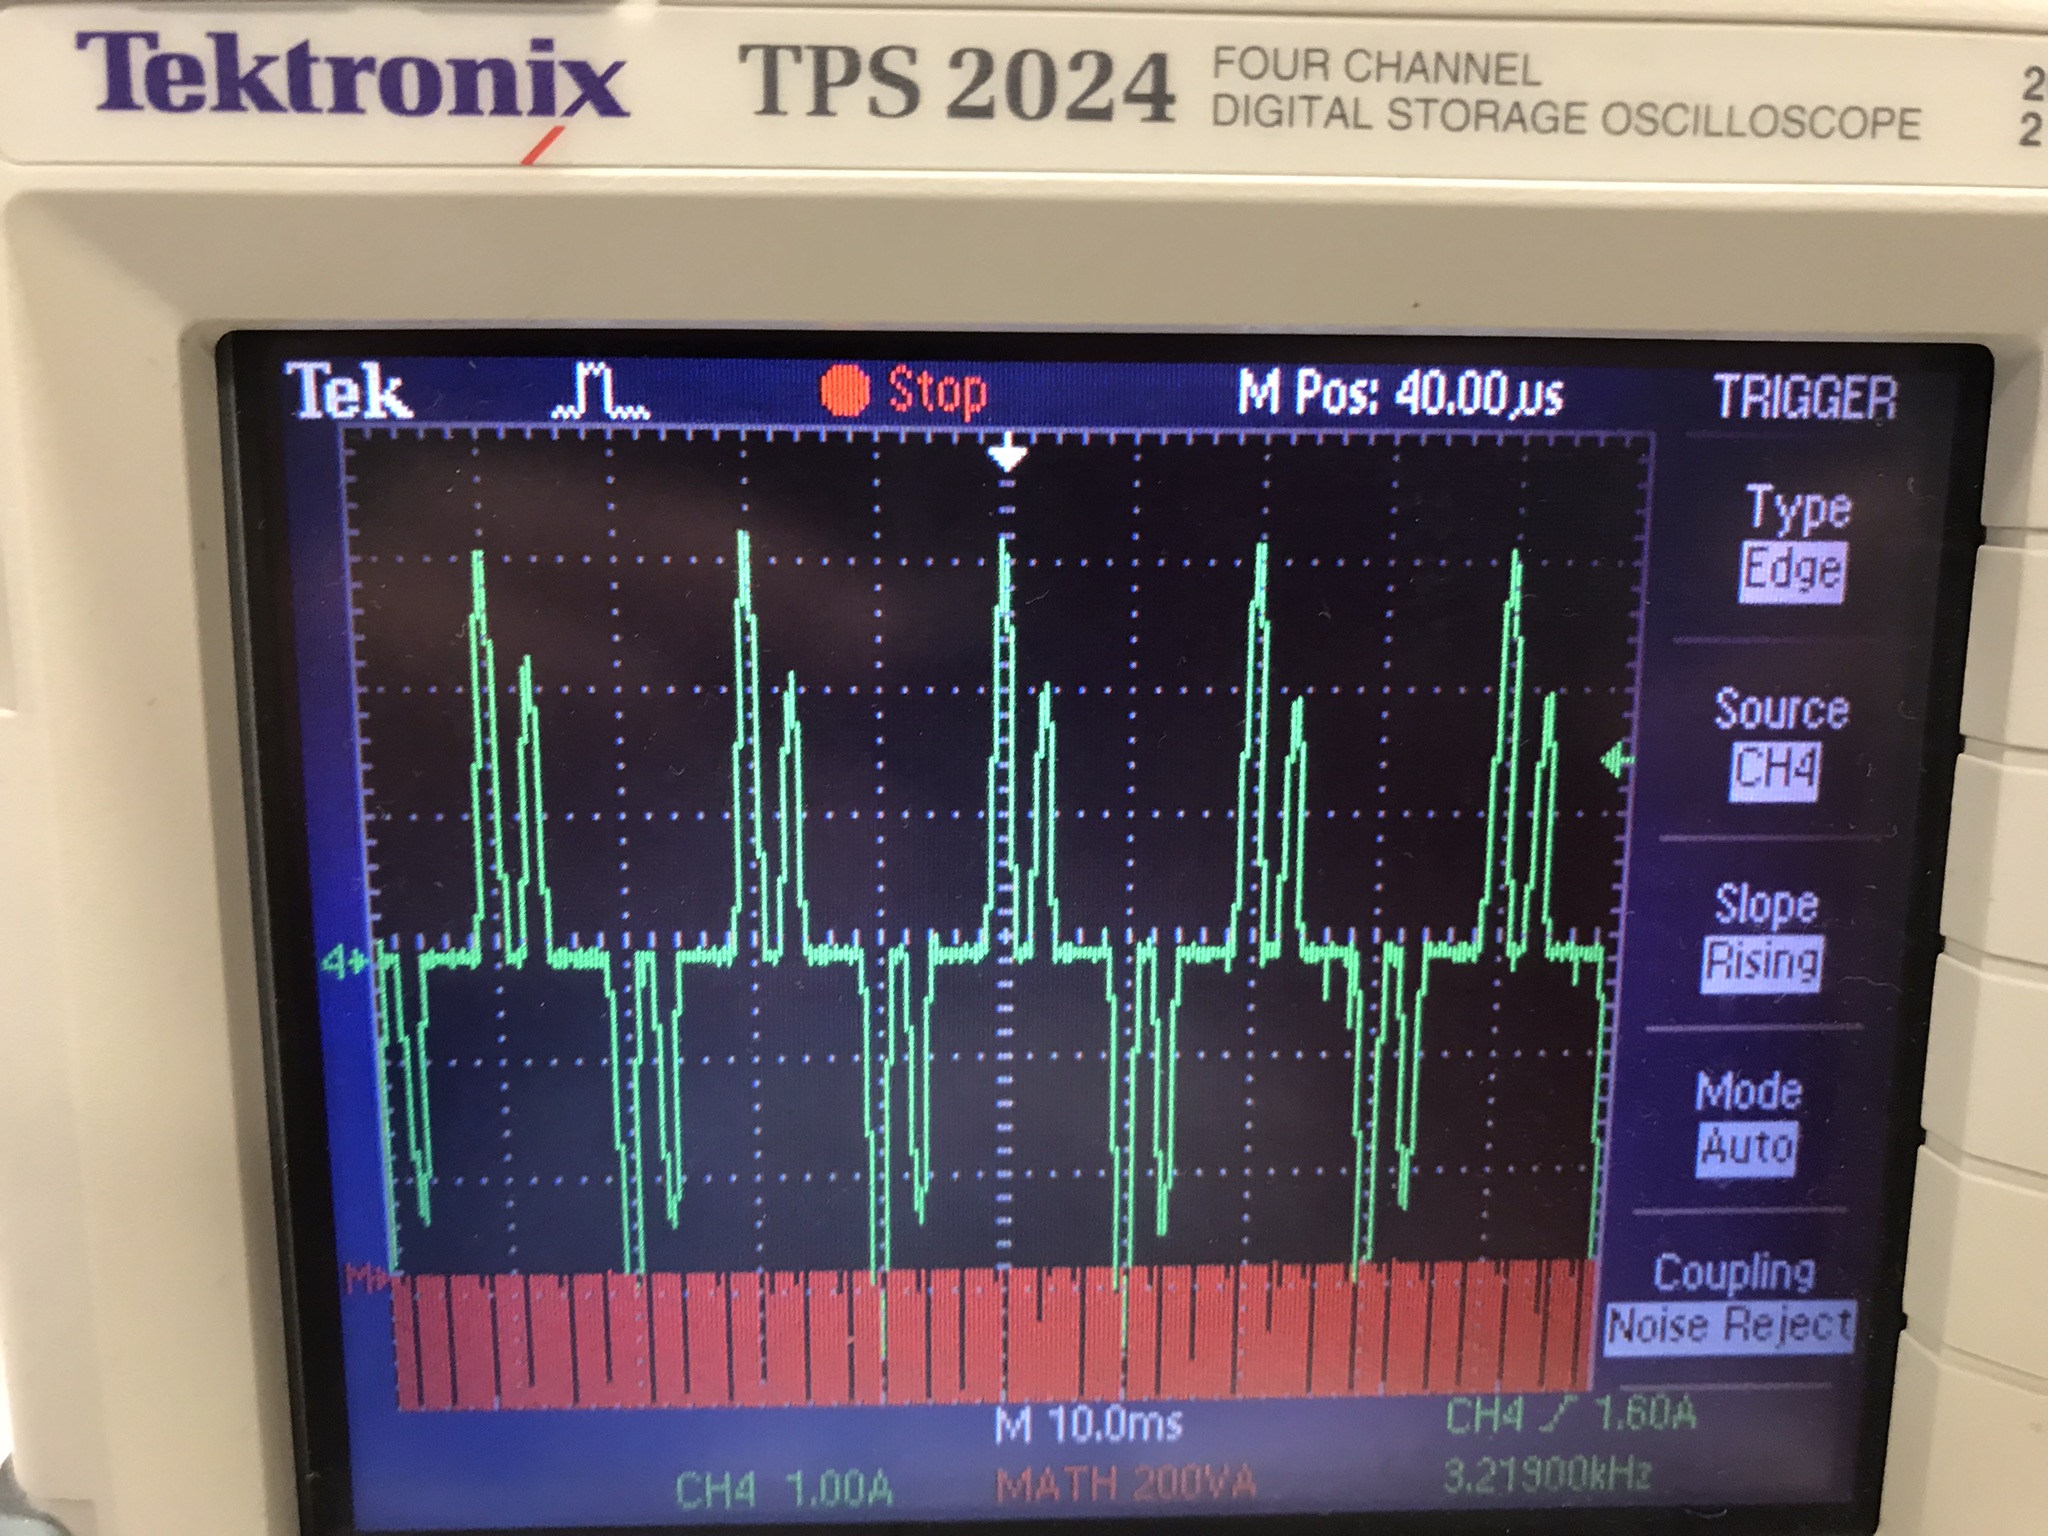 Tektronix TPS 2024 FOUR CHANNEL
DIGITAL STORAGE OSCILLOSCOPE
Tek Stop M Pos: 40.00µs TRIGGER
Type
Edge
Source
CH4
Slope
Rising
4
Mode
Auto
M
Coupling
Noise Reject
M 10.0ms CH4 1.60A
CH4 1.00A MATH 200VA 3.21900kHz